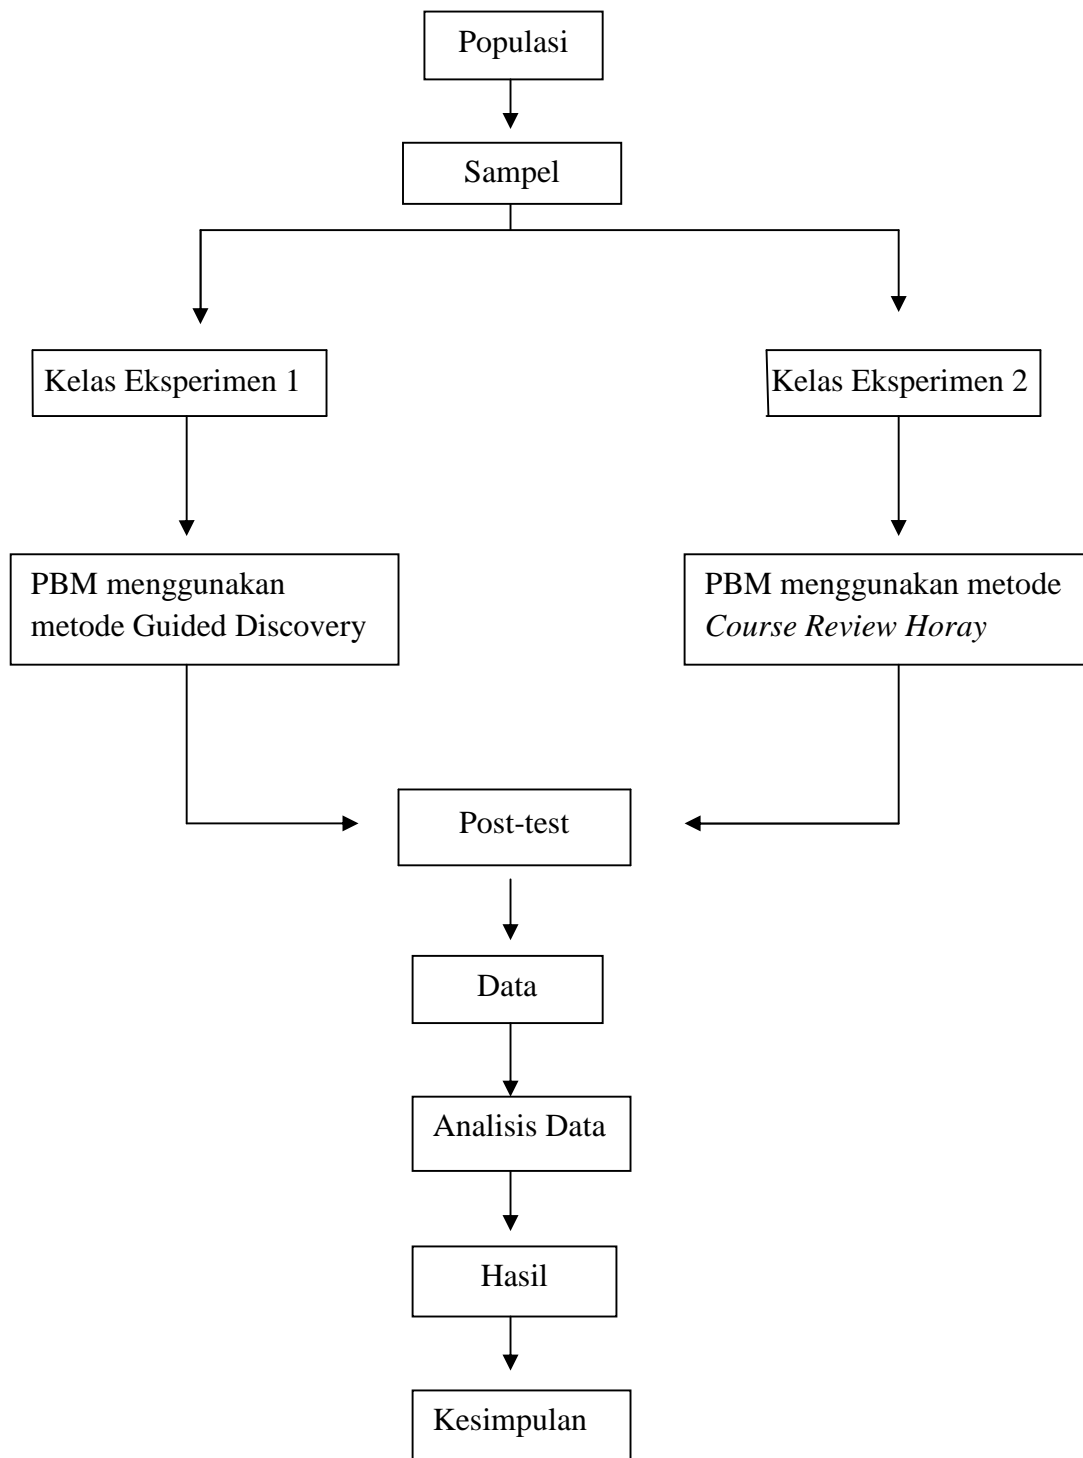 Populasi
Sampel
Kelas Eksperimen 1
Kelas Eksperimen 2
PBM menggunakan
metode Guided Discovery
PBM menggunakan metode
Course Review Horay
Post-test
Data
Analisis Data
Hasil
Kesimpulan